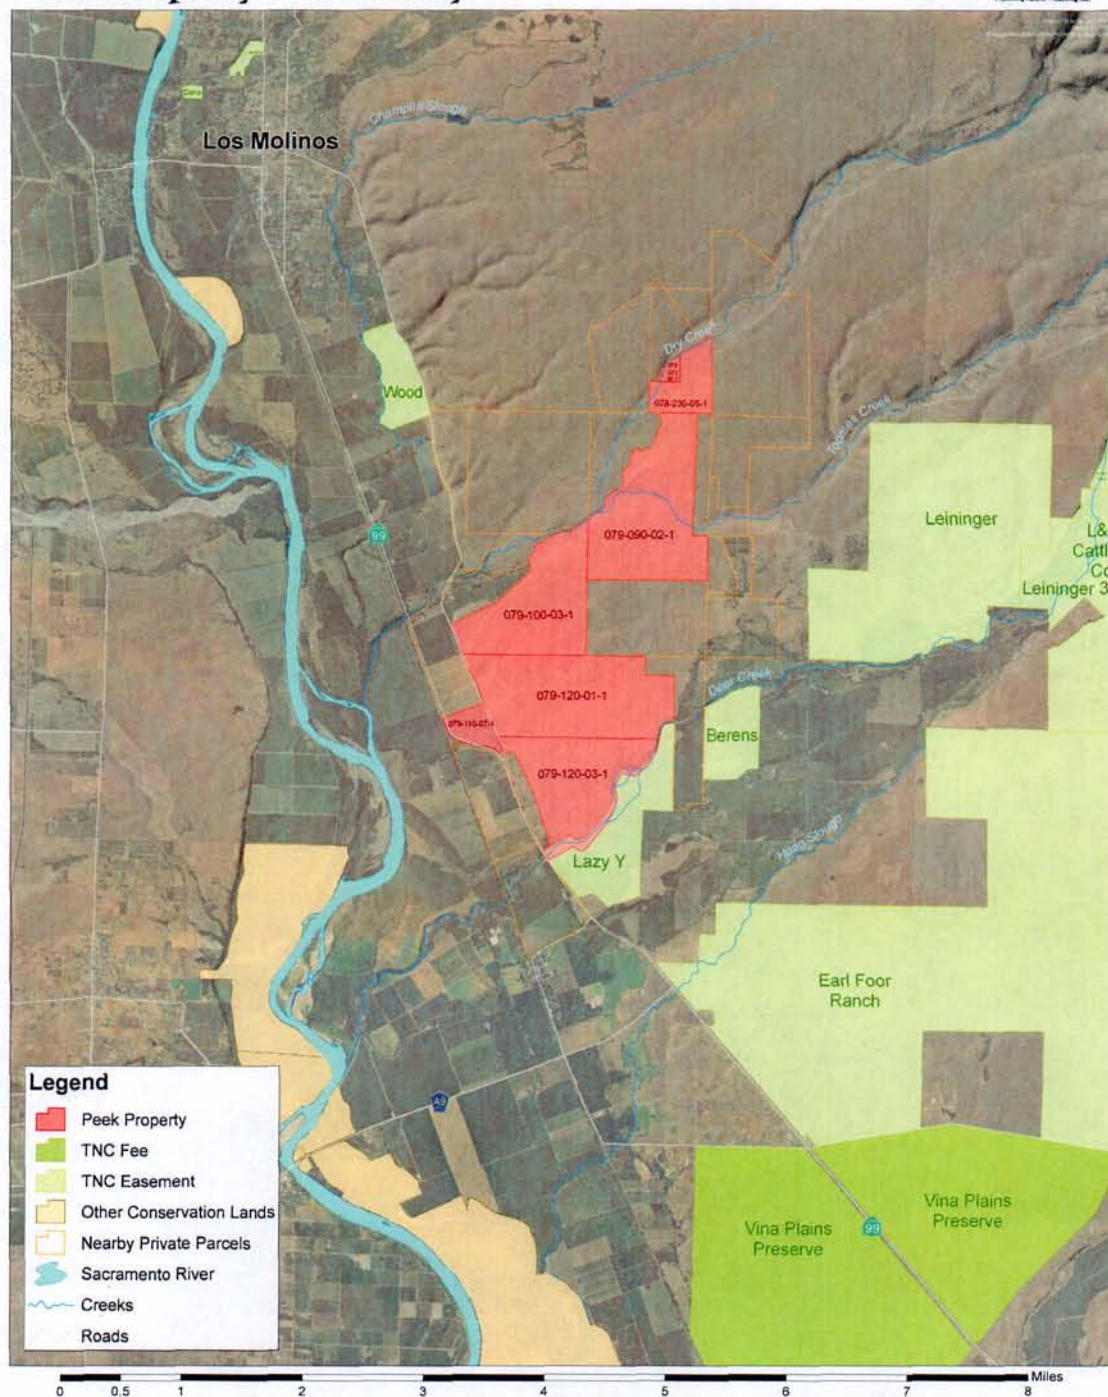 Los Molinos
Champlin Slough
Wood
Dry Creek
078-230-05-1
Toomes Creek
99
079-090-02-1
Leininger
Cattl
Co
Leininger 3
079-100-03-1
079-120-01-1
Deer Creek
Berens
079-120-03-1
Lazy Y
Hoag Slough
Earl Foor
Ranch
A9
Vina Plains
Preserve
Vina Plains
Preserve
99
Legend
Peek Property
TNC Fee
TNC Easement
Other Conservation Lands
Nearby Private Parcels
Sacramento River
Creeks
Roads
0 0.5 1 2 3 4 5 6 7 8 Miles